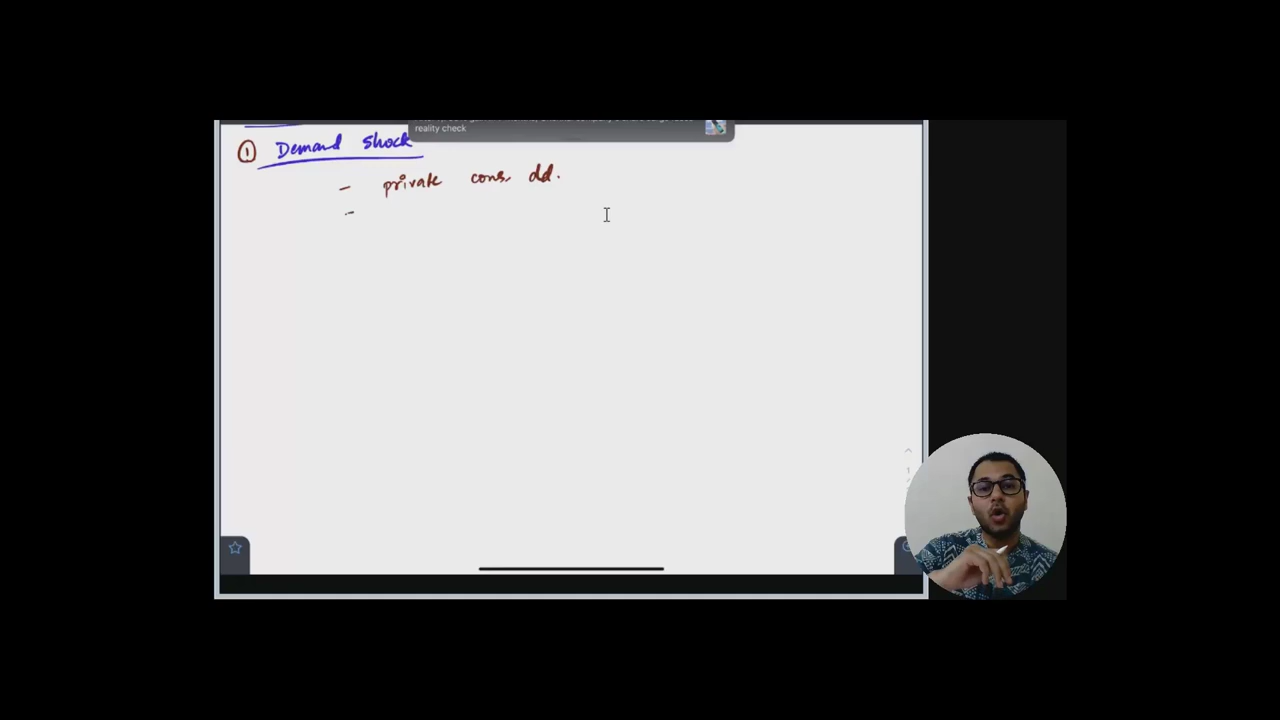 reality check
① Demand shock
- private cons. dd.
-